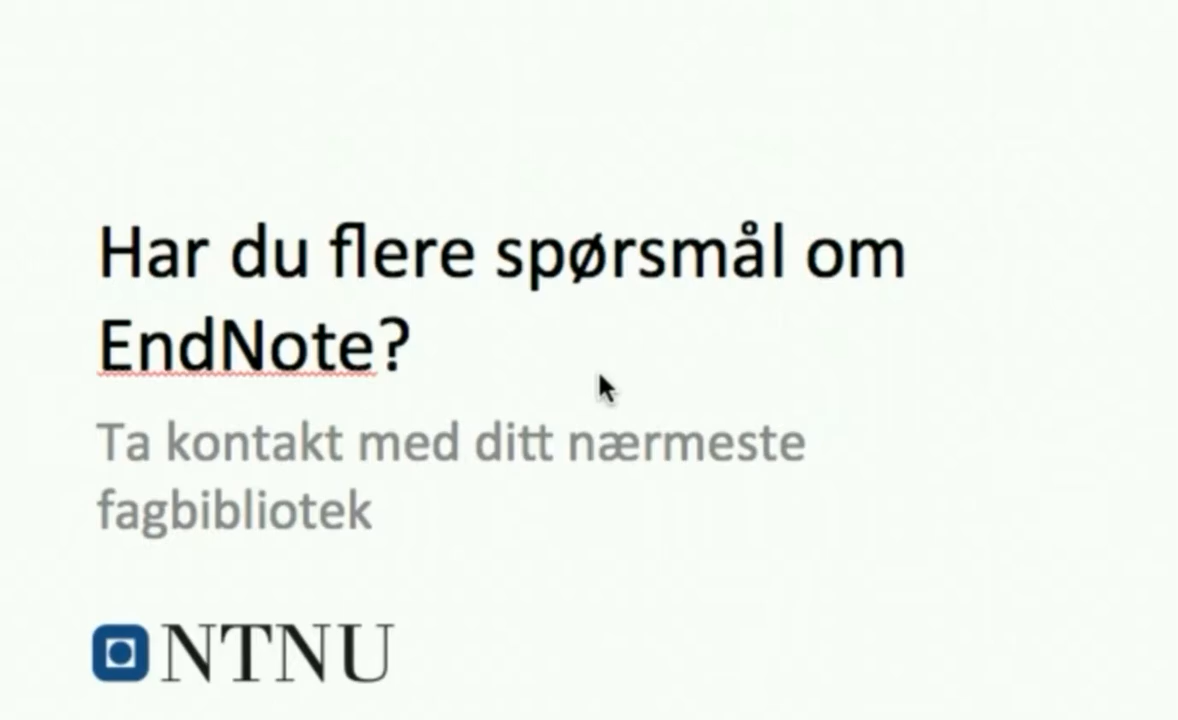 Har du flere spørsmål om
EndNote?
Ta kontakt med ditt nærmeste
fagbibliotek
NTNU